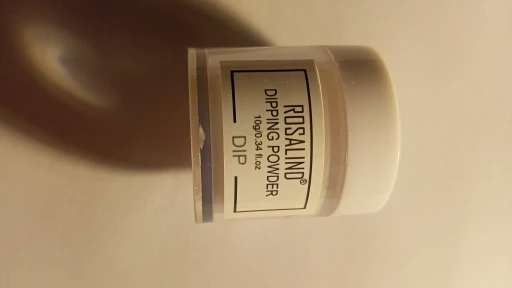 ROSALIND®
DIPPING POWDER
10g/0.34 fl.oz
DIP